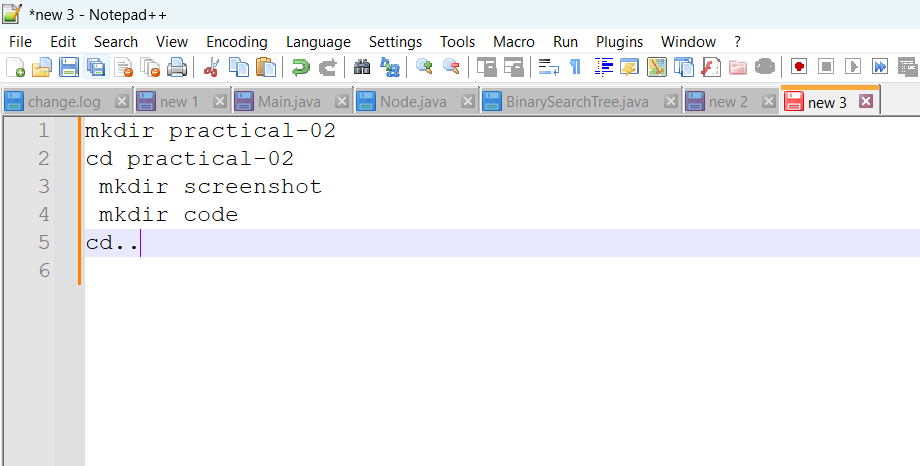 *new 3 - Notepad++
File Edit Search View Encoding Language Settings Tools Macro Run Plugins Window ?
change.log new 1 Main.java Node.java BinarySearchTree.java new 2 new 3
1 mkdir practical-02
2 cd practical-02
3  mkdir screenshot
4  mkdir code
5 cd..
6